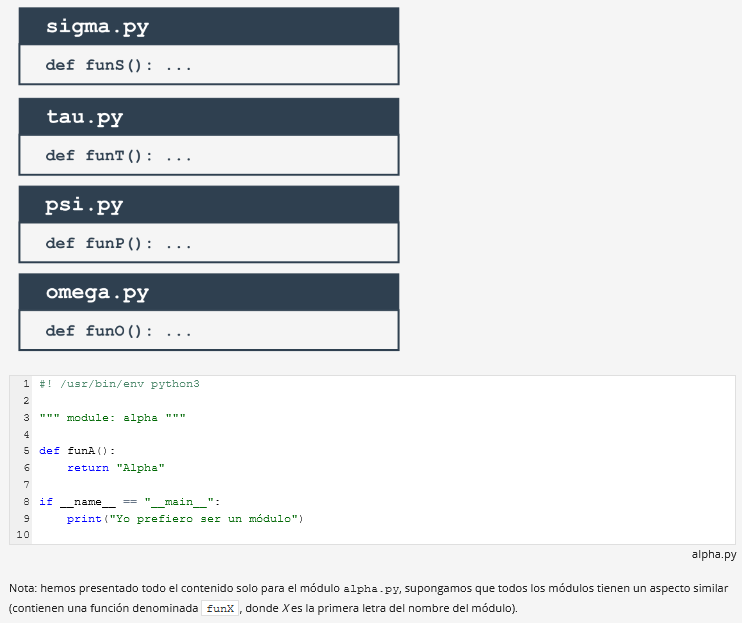 sigma.py
def funS(): ...
tau.py
def funT(): ...
psi.py
def funP(): ...
omega.py
def funO(): ...
1 #! /usr/bin/env python3
2
3 """ module: alpha """
4
5 def funA():
6     return "Alpha"
7
8 if __name__ == "__main__":
9     print("Yo prefiero ser un módulo")
10
alpha.py
Nota: hemos presentado todo el contenido solo para el módulo alpha.py, supongamos que todos los módulos tienen un aspecto similar
(contienen una función denominada funX , donde X es la primera letra del nombre del módulo).